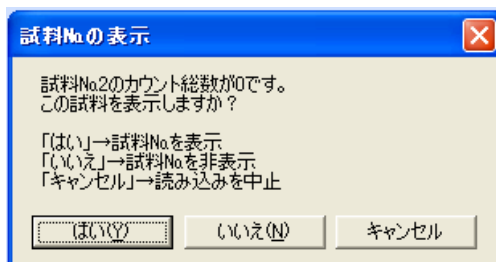 試料№の表示
試料No2のカウント総数が0です。
この試料を表示しますか？
「はい」→試料Noを表示
「いいえ」→試料Noを非表示
「キャンセル」→読み込みを中止
はい(Y)
いいえ(N)
キャンセル